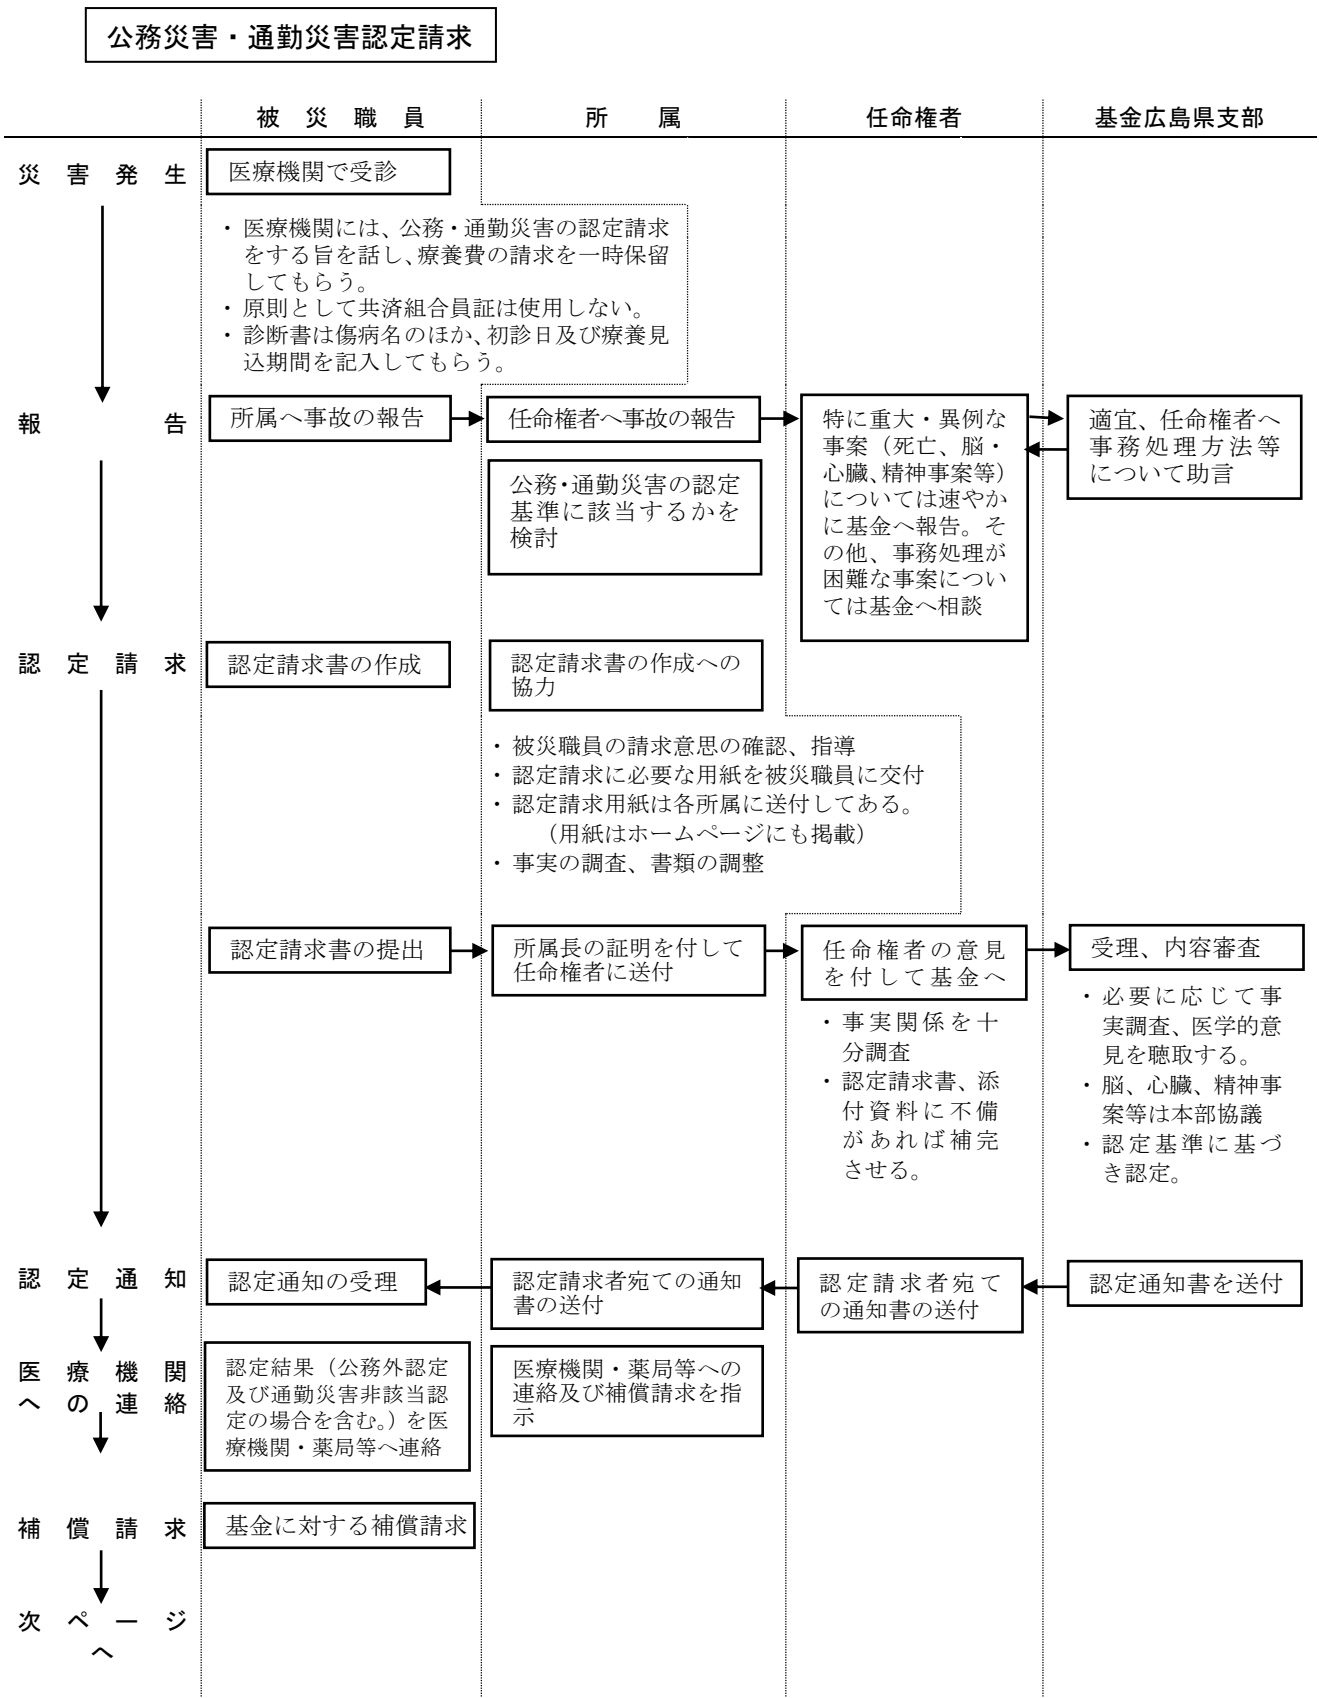 公務災害・通勤災害認定請求
被災職員
所属
任命権者
基金広島県支部
災害発生
医療機関で受診
・医療機関には、公務・通勤災害の認定請求
をする旨を話し、療養費の請求を一時保留
してもらう。
・原則として共済組合員証は使用しない。
・診断書は傷病名のほか、初診日及び療養見
込期間を記入してもらう。
報告
所属へ事故の報告
任命権者へ事故の報告
公務・通勤災害の認定
基準に該当するかを
検討
特に重大・異例な
事案（死亡、脳・
心臓、精神事案等）
については速やか
に基金へ報告。そ
の他、事務処理が
困難な事案につい
ては基金へ相談
適宜、任命権者へ
事務処理方法等
について助言
認定請求
認定請求書の作成
認定請求書の作成への
協力
・被災職員の請求意思の確認、指導
・認定請求に必要な用紙を被災職員に交付
・認定請求用紙は各所属に送付してある。
（用紙はホームページにも掲載）
・事実の調査、書類の調整
認定請求書の提出
所属長の証明を付して
任命権者に送付
任命権者の意見
を付して基金へ
・事実関係を十
分調査
・認定請求書、添
付資料に不備
があれば補完
させる。
受理、内容審査
・必要に応じて事
実調査、医学的意
見を聴取する。
・脳、心臓、精神事
案等は本部協議
・認定基準に基づ
き認定。
認定通知
認定通知の受理
認定請求者宛ての通知
書の送付
認定請求者宛て
の通知書の送付
認定通知書を送付
医療機関
への連絡
認定結果（公務外認定
及び通勤災害非該当認
定の場合を含む。）を医
療機関・薬局等へ連絡
医療機関・薬局等への
連絡及び補償請求を指
示
補償請求
基金に対する補償請求
次ページ
へ